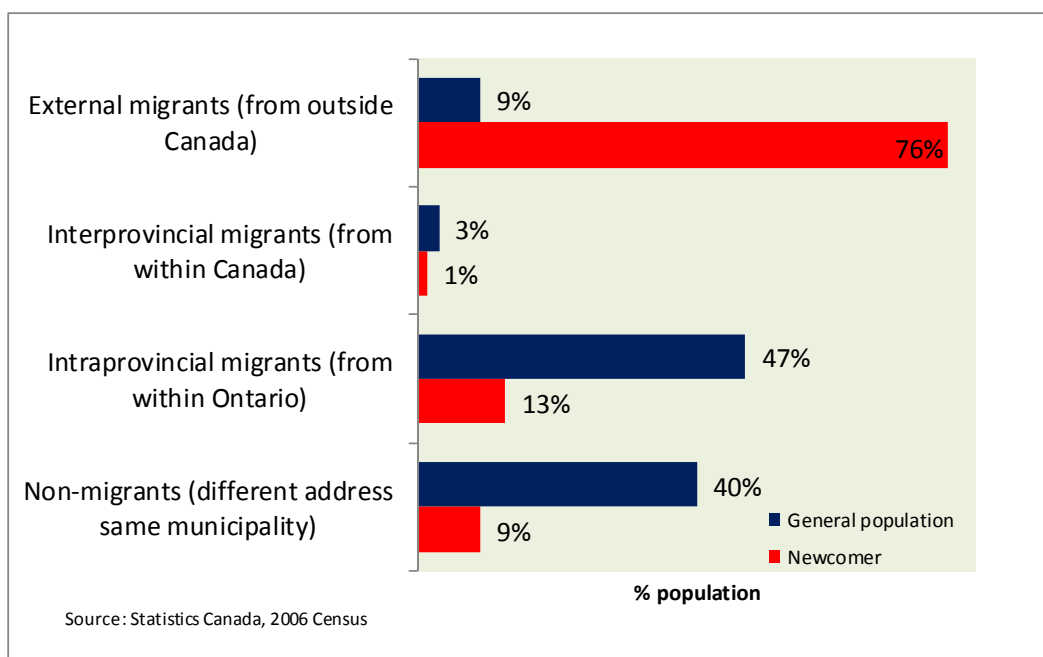 External migrants (from outside
Canada)
9%
76%
Interprovincial migrants (from
within Canada)
3%
1%
Intraprovincial migrants (from
within Ontario)
47%
13%
Non-migrants (different address
same municipality)
40%
9%
General population
Newcomer
% population
Source: Statistics Canada, 2006 Census